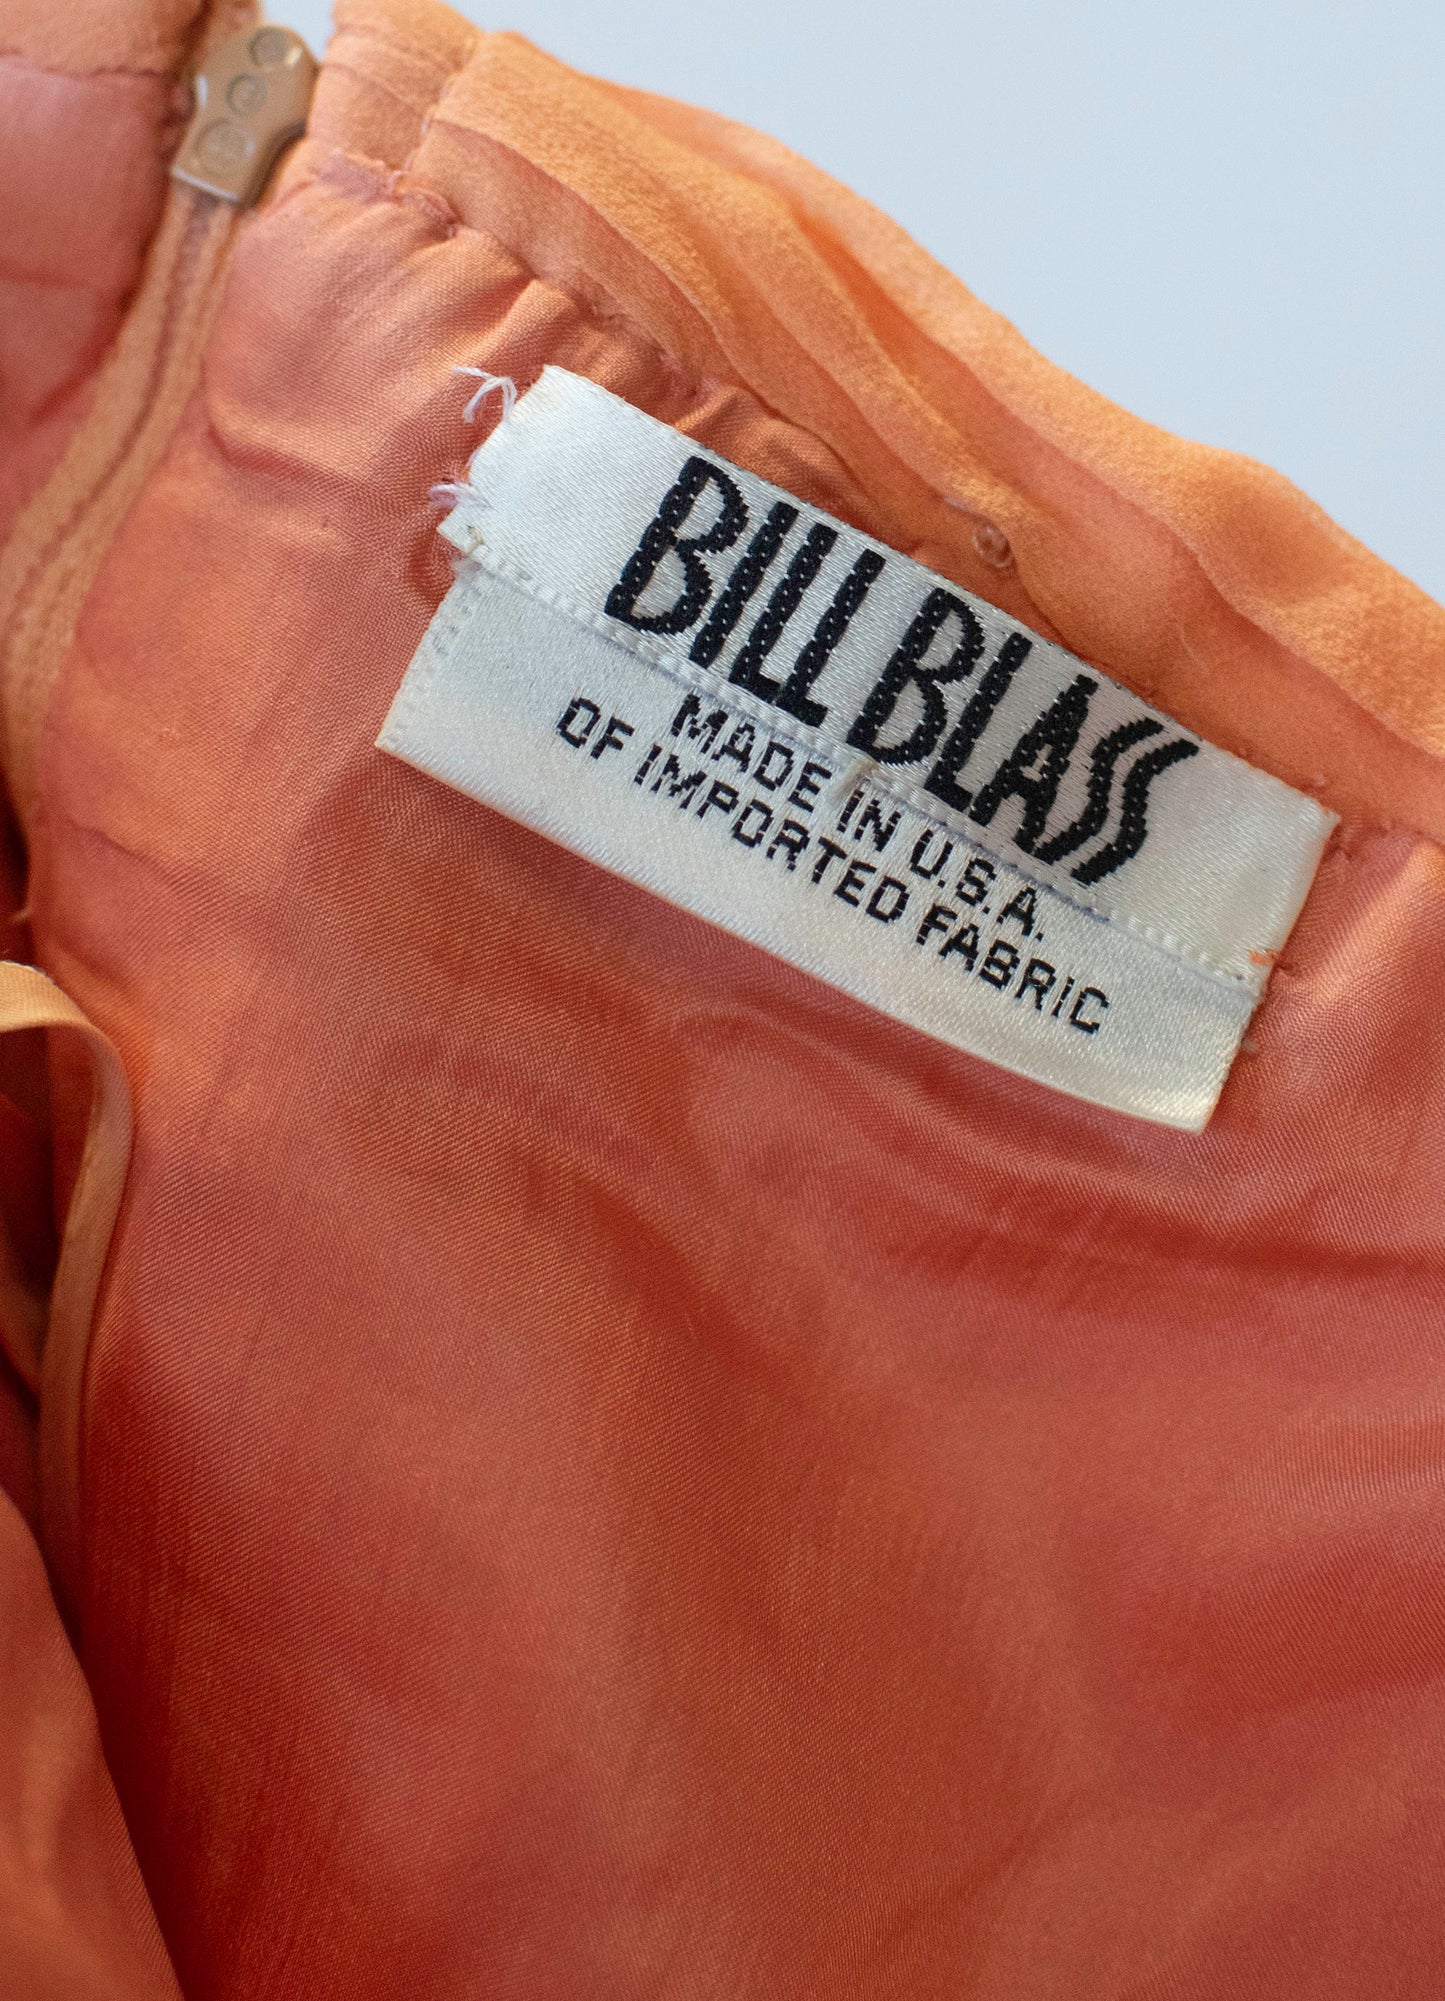 BILL BLASS
MADE IN U.S.A.
OF IMPORTED FABRIC